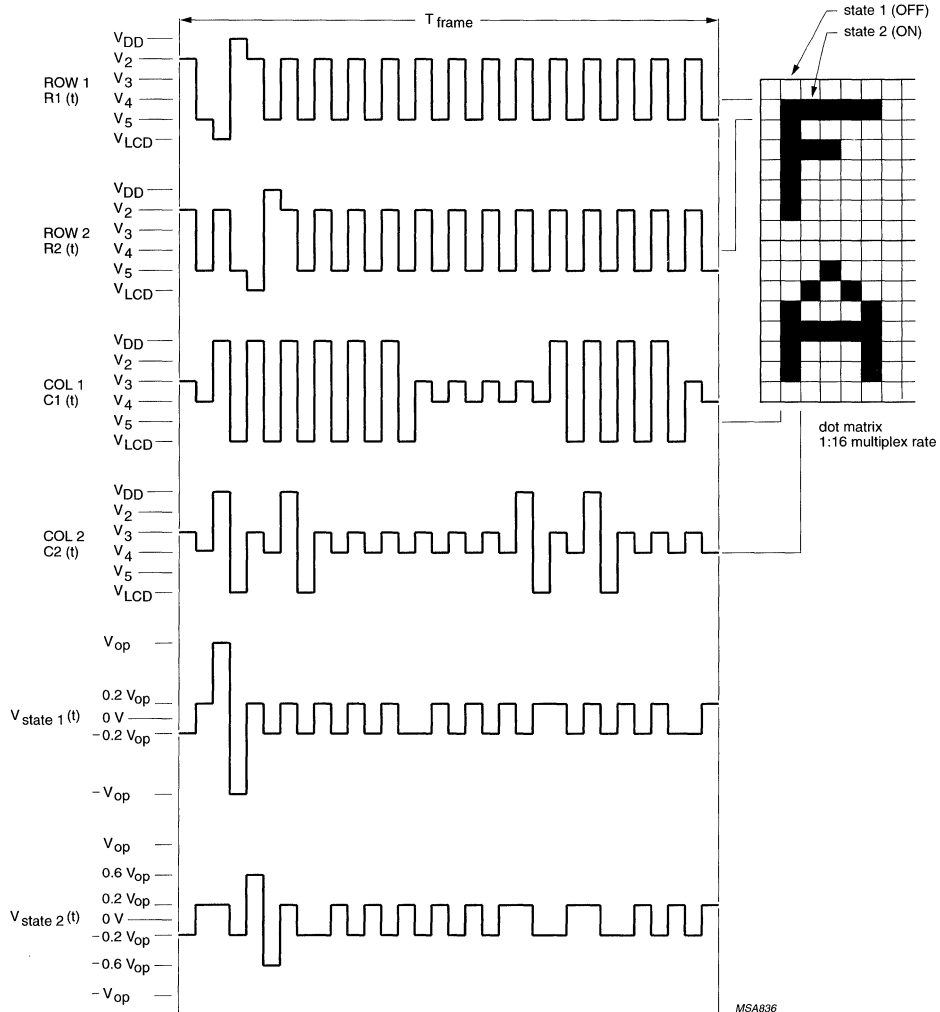 T frame
state 1 (OFF)
state 2 (ON)
ROW 1
R1 (t)
VDD
V2
V3
V4
V5
VLCD
ROW 2
R2 (t)
VDD
V2
V3
V4
V5
VLCD
COL 1
C1 (t)
VDD
V2
V3
V4
V5
VLCD
dot matrix
1:16 multiplex rate
COL 2
C2 (t)
VDD
V2
V3
V4
V5
VLCD
Vstate 1(t)
Vop
0.2 Vop
0 V
−0.2 Vop
−Vop
Vstate 2(t)
Vop
0.6 Vop
0.2 Vop
0 V
−0.2 Vop
−0.6 Vop
−Vop
MSA836